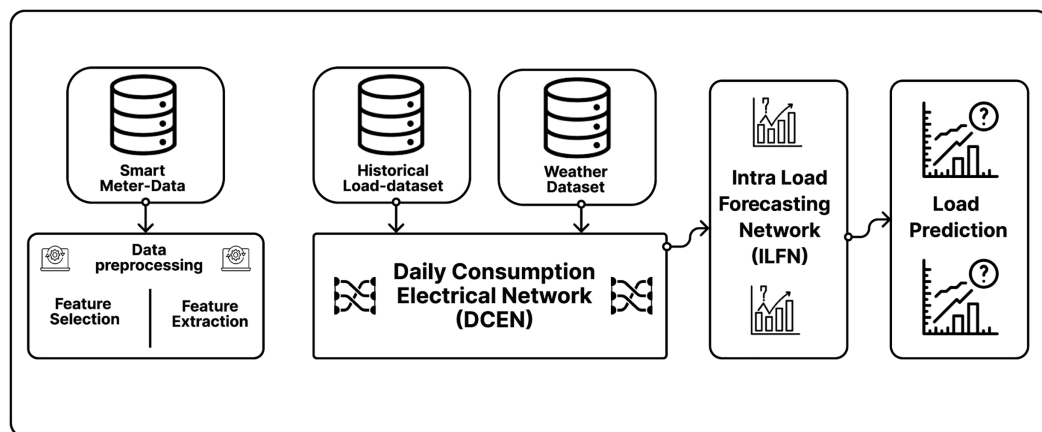 Smart
Meter-Data
Historical
Load-dataset
Weather
Dataset
Data
preprocessing
Feature
Selection
Feature
Extraction
Daily Consumption
Electrical Network
(DCEN)
?
Intra Load
Forecasting
Network
(ILFN)
?
?
Load
Prediction
?